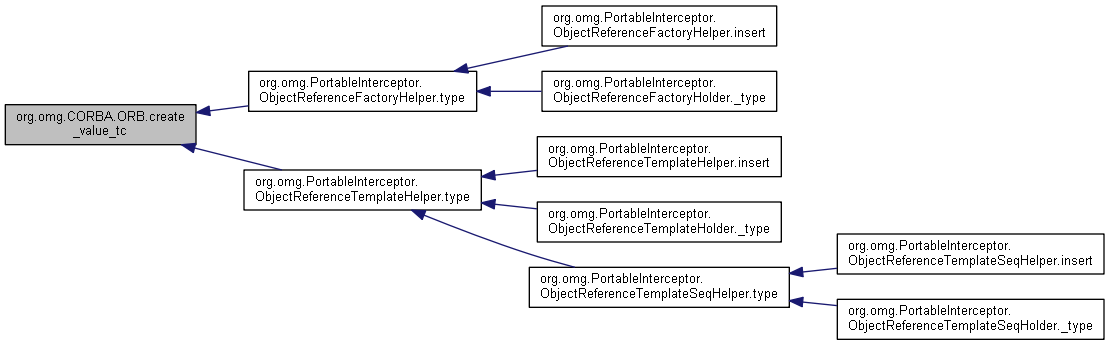 org.omg.CORBA.ORB.create
_value_tc
org.omg.PortableInterceptor.
ObjectReferenceFactoryHelper.type
org.omg.PortableInterceptor.
ObjectReferenceFactoryHelper.insert
org.omg.PortableInterceptor.
ObjectReferenceFactoryHolder._type
org.omg.PortableInterceptor.
ObjectReferenceTemplateHelper.type
org.omg.PortableInterceptor.
ObjectReferenceTemplateHelper.insert
org.omg.PortableInterceptor.
ObjectReferenceTemplateHolder._type
org.omg.PortableInterceptor.
ObjectReferenceTemplateSeqHelper.type
org.omg.PortableInterceptor.
ObjectReferenceTemplateSeqHelper.insert
org.omg.PortableInterceptor.
ObjectReferenceTemplateSeqHolder._type